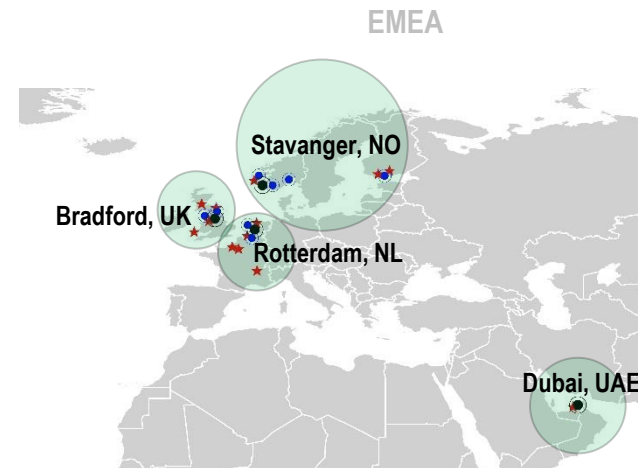 EMEA
Stavanger, NO
Bradford, UK
Rotterdam, NL
Dubai, UAE